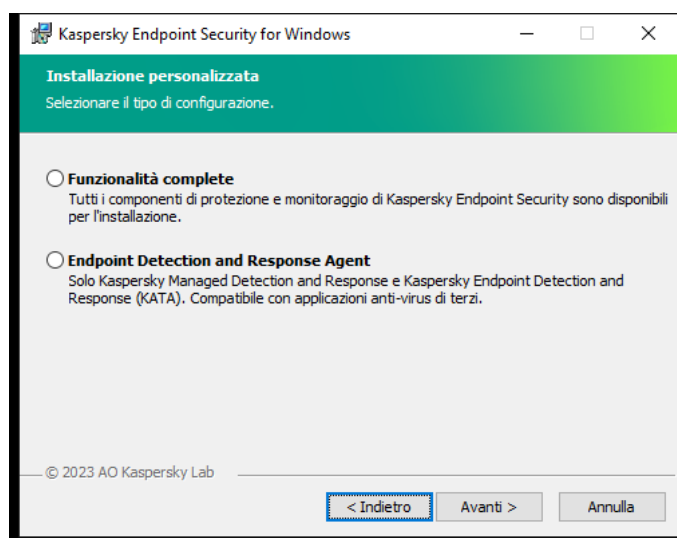 Kaspersky Endpoint Security for Windows
Installazione personalizzata
Selezionare il tipo di configurazione.
Funzionalità complete
Tutti i componenti di protezione e monitoraggio di Kaspersky Endpoint Security sono disponibili
per l'installazione.
Endpoint Detection and Response Agent
Solo Kaspersky Managed Detection and Response e Kaspersky Endpoint Detection and
Response (KATA). Compatibile con applicazioni anti-virus di terzi.
© 2023 AO Kaspersky Lab
< Indietro Avanti > Annulla